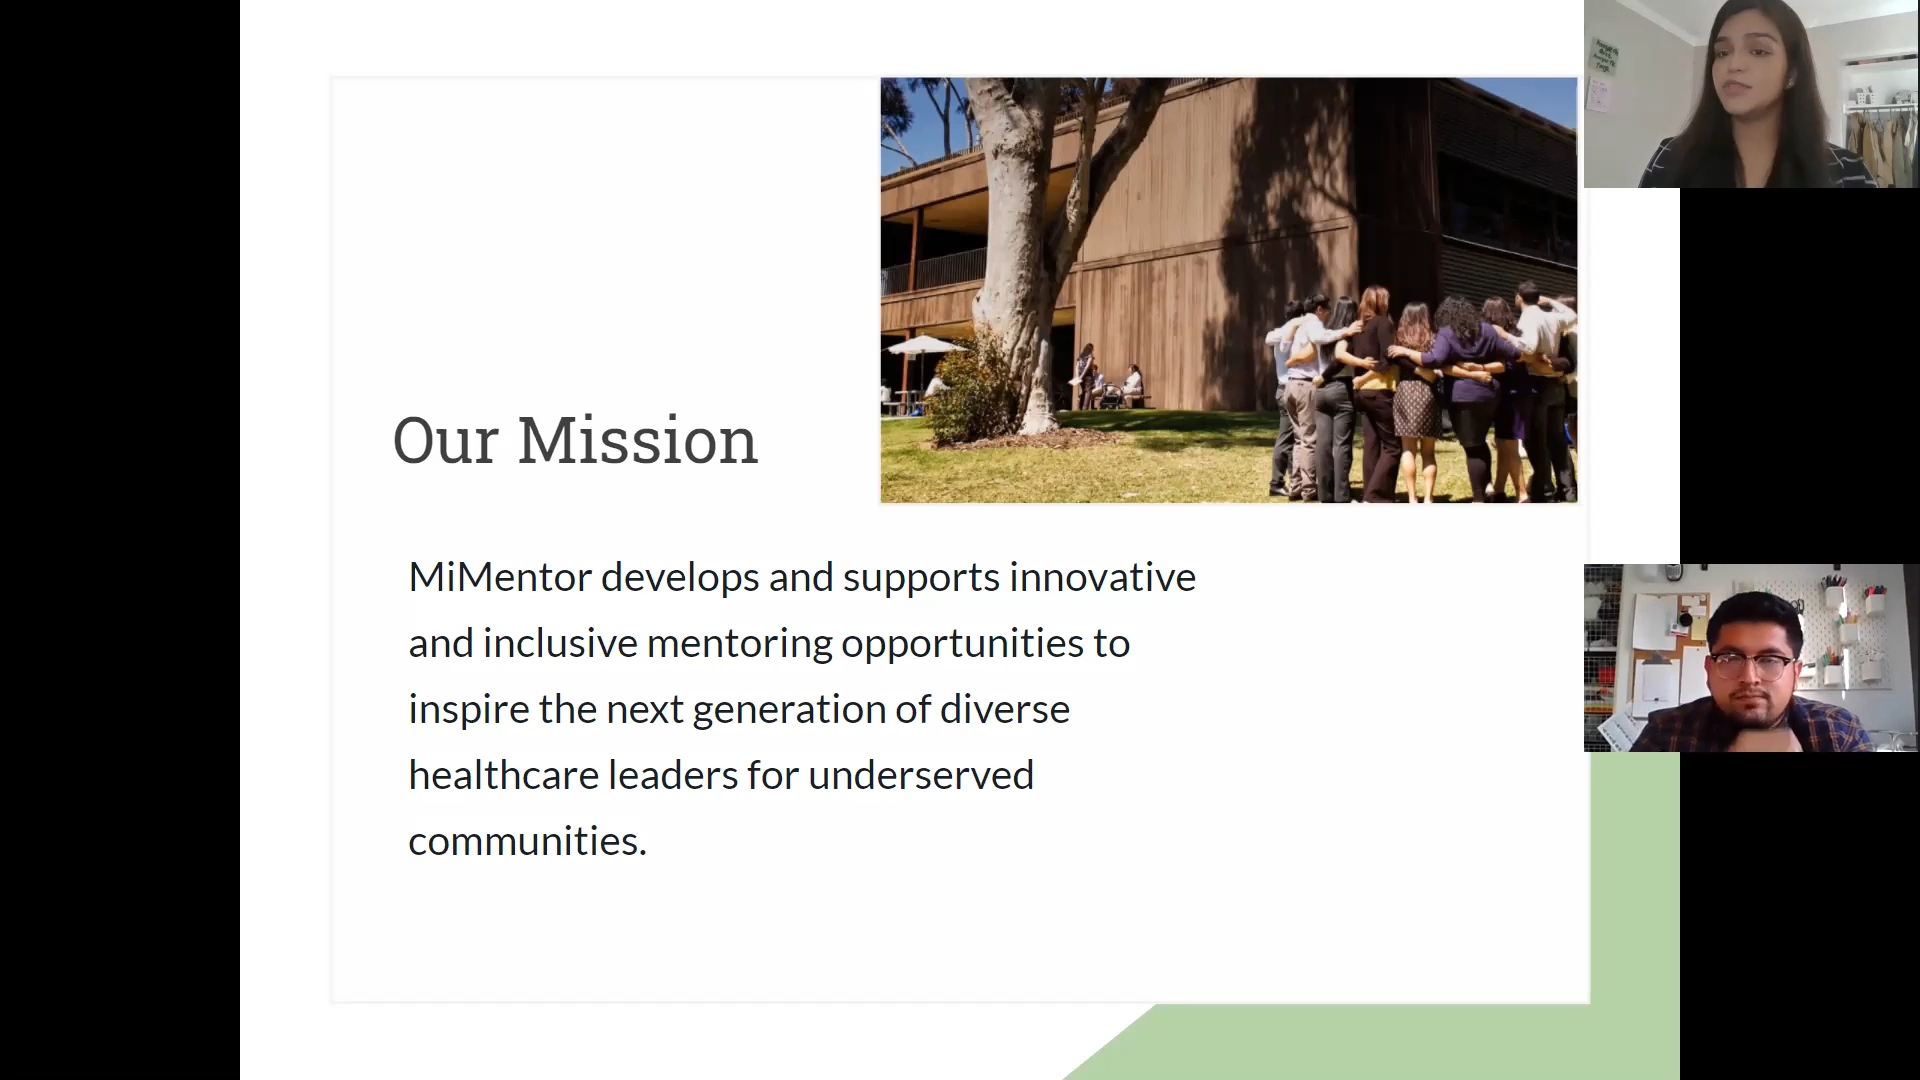 Our Mission
MiMentor develops and supports innovative
and inclusive mentoring opportunities to
inspire the next generation of diverse
healthcare leaders for underserved
communities.